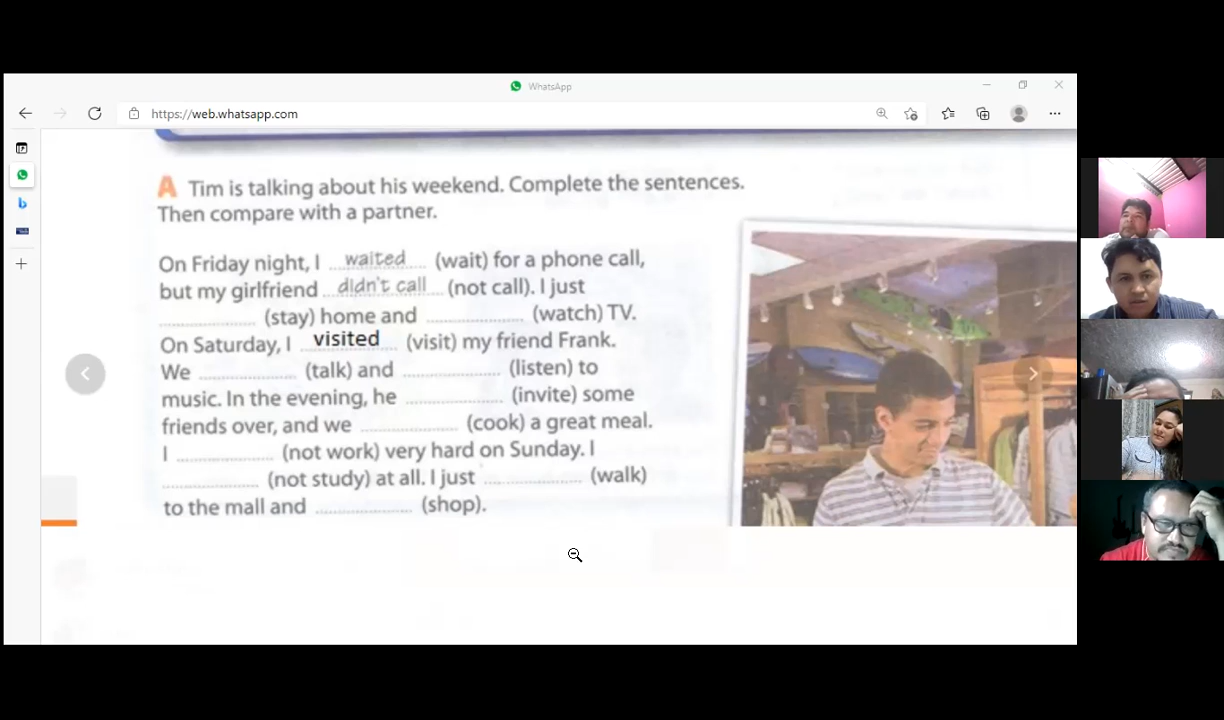 WhatsApp
https://web.whatsapp.com
A Tim is talking about his weekend. Complete the sentences.
Then compare with a partner.
On Friday night, I waited (wait) for a phone call,
but my girlfriend didn't call (not call). I just
(stay) home and (watch) TV.
On Saturday, I visited (visit) my friend Frank.
We (talk) and (listen) to
music. In the evening, he (invite) some
friends over, and we (cook) a great meal.
I (not work) very hard on Sunday. I
(not study) at all. I just (walk)
to the mall and (shop).